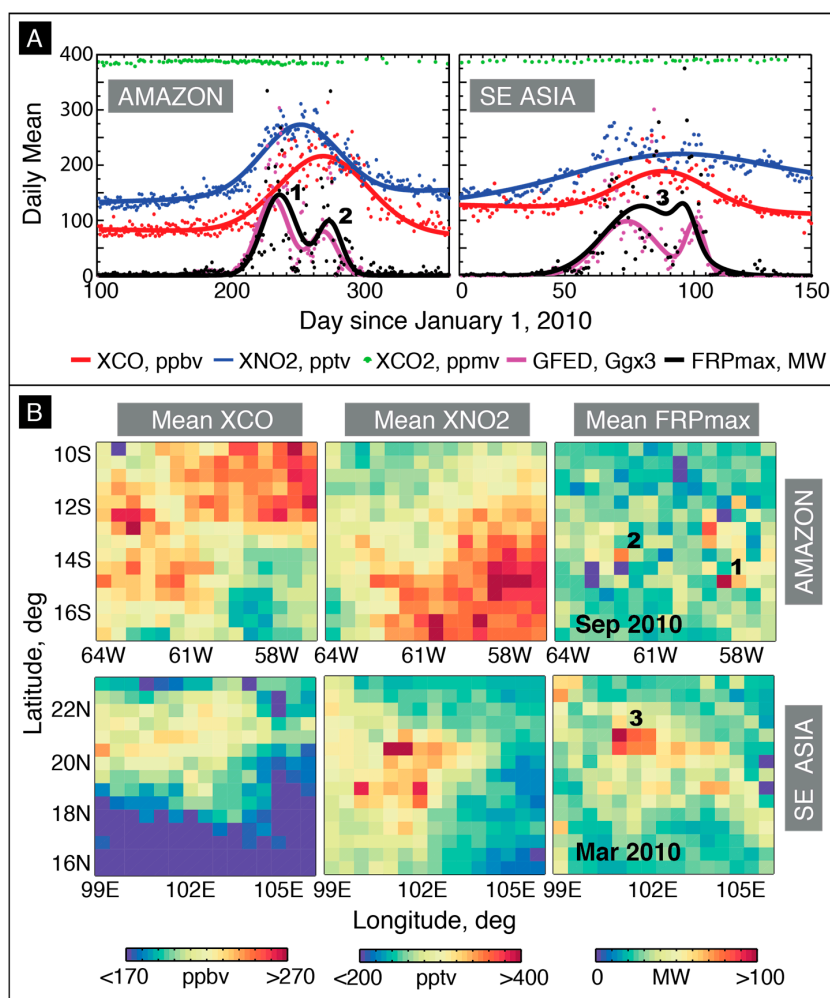 A
AMAZON
SE ASIA
Daily Mean
400
300
200
100
0
100 200 300
0 50 100 150
1
2
3
Day since January 1, 2010
XCO, ppbv XNO2, pptv XCO2, ppmv GFED, Ggx3 FRPmax, MW
B
Mean XCO Mean XNO2 Mean FRPmax
10S
12S
14S
16S
2
1
Sep 2010
AMAZON
64W 61W 58W 64W 61W 58W 64W 61W 58W
Latitude, deg
22N
20N
18N
16N
3
Mar 2010
SE ASIA
99E 102E 105E 99E 102E 105E 99E 102E 105E
Longitude, deg
<170 ppbv >270 <200 pptv >400 0 MW >100